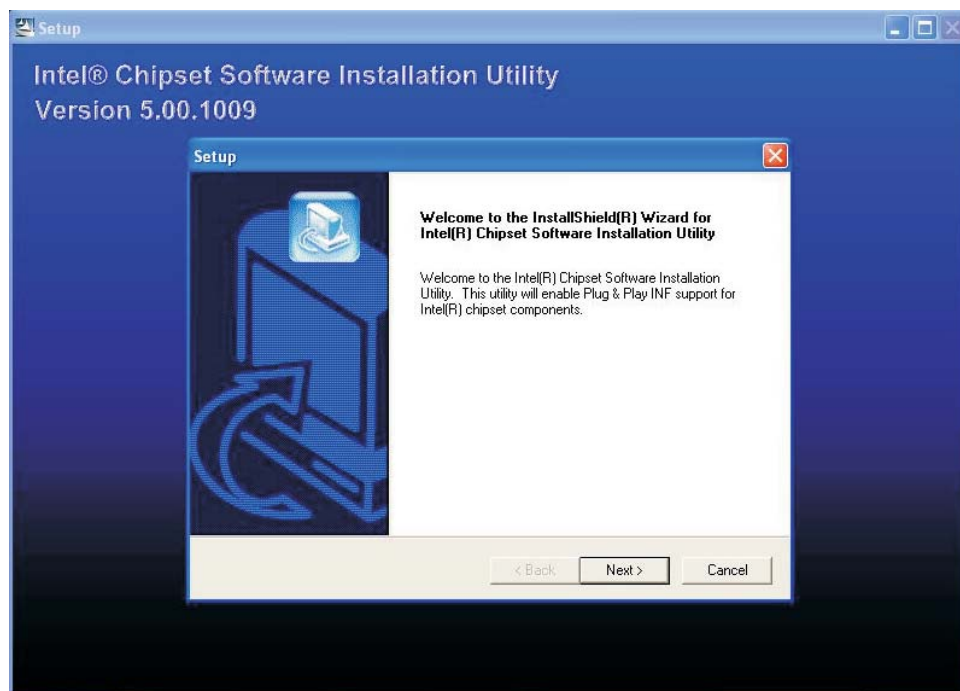 Setup
Intel® Chipset Software Installation Utility
Version 5.00.1009
Setup
Welcome to the InstallShield(R) Wizard for
Intel(R) Chipset Software Installation Utility
Welcome to the Intel(R) Chipset Software Installation
Utility. This utility will enable Plug & Play INF support for
Intel(R) chipset components.
< Back Next > Cancel